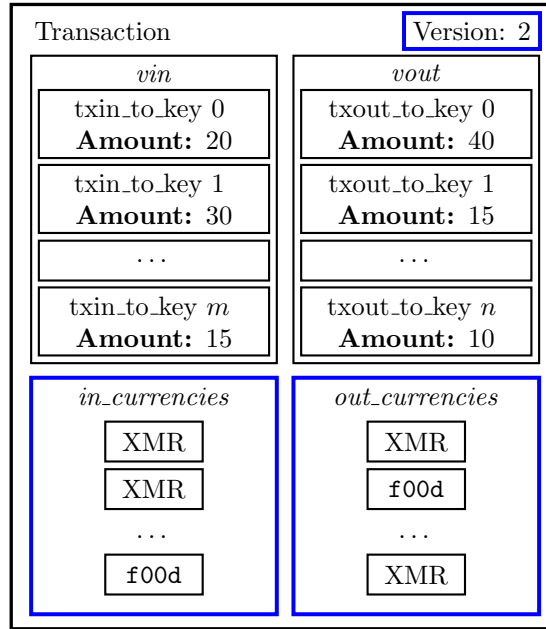 Transaction
Version: 2
vin
txin_to_key 0
Amount: 20
txin_to_key 1
Amount: 30
...
txin_to_key m
Amount: 15
vout
txout_to_key 0
Amount: 40
txout_to_key 1
Amount: 15
...
txout_to_key n
Amount: 10
in_currencies
XMR
XMR
...
f00d
out_currencies
XMR
f00d
...
XMR